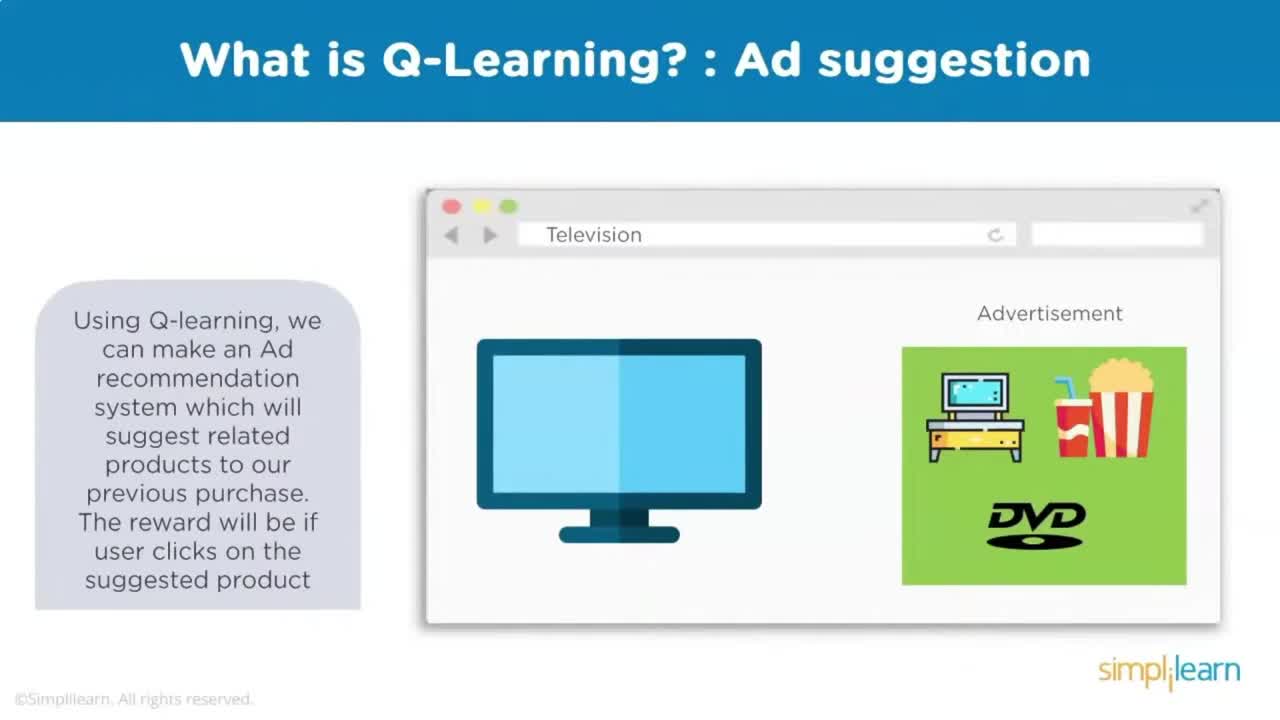 What is Q-Learning? : Ad suggestion
Television
Advertisement
Using Q-learning, we
can make an Ad
recommendation
system which will
suggest related
products to our
previous purchase.
The reward will be if
user clicks on the
suggested product
DVD
simplilearn
©Simplilearn. All rights reserved.